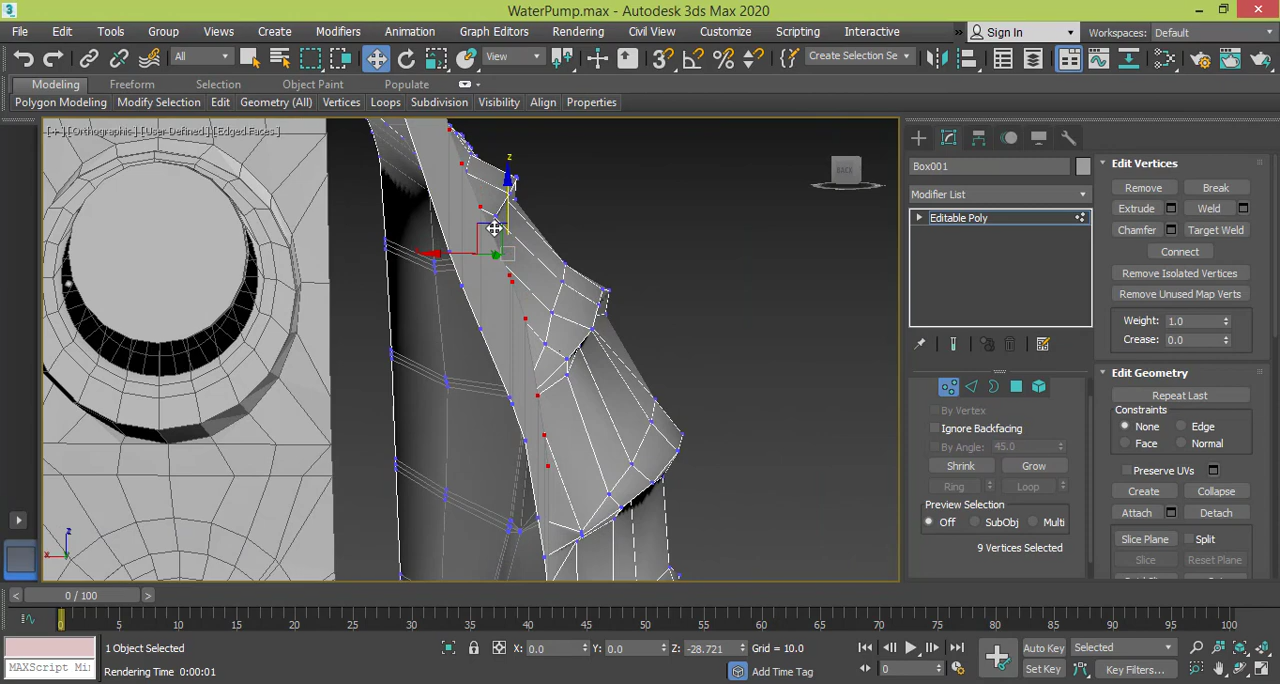 3
WaterPump.max - Autodesk 3ds Max 2020
File Edit Tools Group Views Create Modifiers Animation Graph Editors Rendering Civil View Customize Scripting Interactive » Sign In Workspaces: Default
All View Create Selection Se
Modeling Freeform Selection Object Paint Populate
Polygon Modeling Modify Selection Edit Geometry (All) Vertices Loops Subdivision Visibility Align Properties
[+] [Orthographic] [User Defined] [Edged Faces]
BACK
z
x
z
x y
Box001
Modifier List
Editable Poly
By Vertex
Ignore Backfacing
By Angle: 45.0
Shrink Grow
Ring Loop
Preview Selection
Off SubObj Multi
9 Vertices Selected
Edit Vertices
Remove Break
Extrude Weld
Chamfer Target Weld
Connect
Remove Isolated Vertices
Remove Unused Map Verts
Weight: 1.0
Crease: 0.0
Edit Geometry
Repeat Last
Constraints
None Edge
Face Normal
Preserve UVs
Create Collapse
Attach Detach
Slice Plane Split
Slice Reset Plane
< 0 / 100 >
0 5 10 15 20 25 30 35 40 45 50 55 60 65 70 75 80 85 90 95 100
1 Object Selected X: 0.0 Y: 0.0 Z: -28.721 Grid = 10.0 Auto Key Selected
MAXScript Mi: Rendering Time 0:00:01 Add Time Tag 0 Set Key Key Filters...